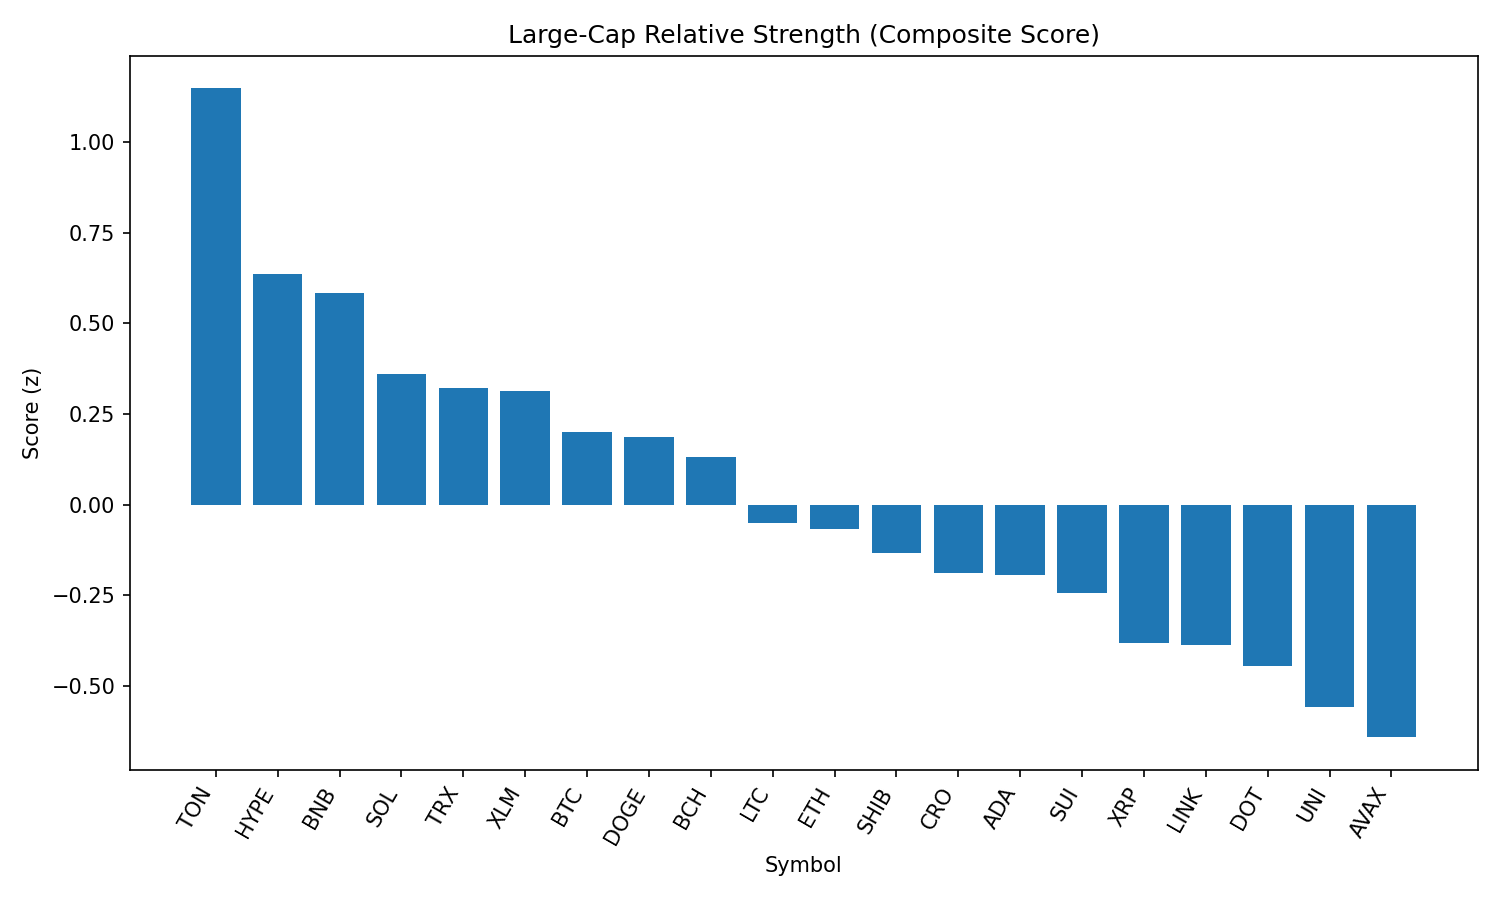 Large-Cap Relative Strength (Composite Score)
Score (z)
1.00
0.75
0.50
0.25
0.00
−0.25
−0.50
TON
HYPE
BNB
SOL
TRX
XLM
BTC
DOGE
BCH
LTC
ETH
SHIB
CRO
ADA
SUI
XRP
LINK
DOT
UNI
AVAX
Symbol